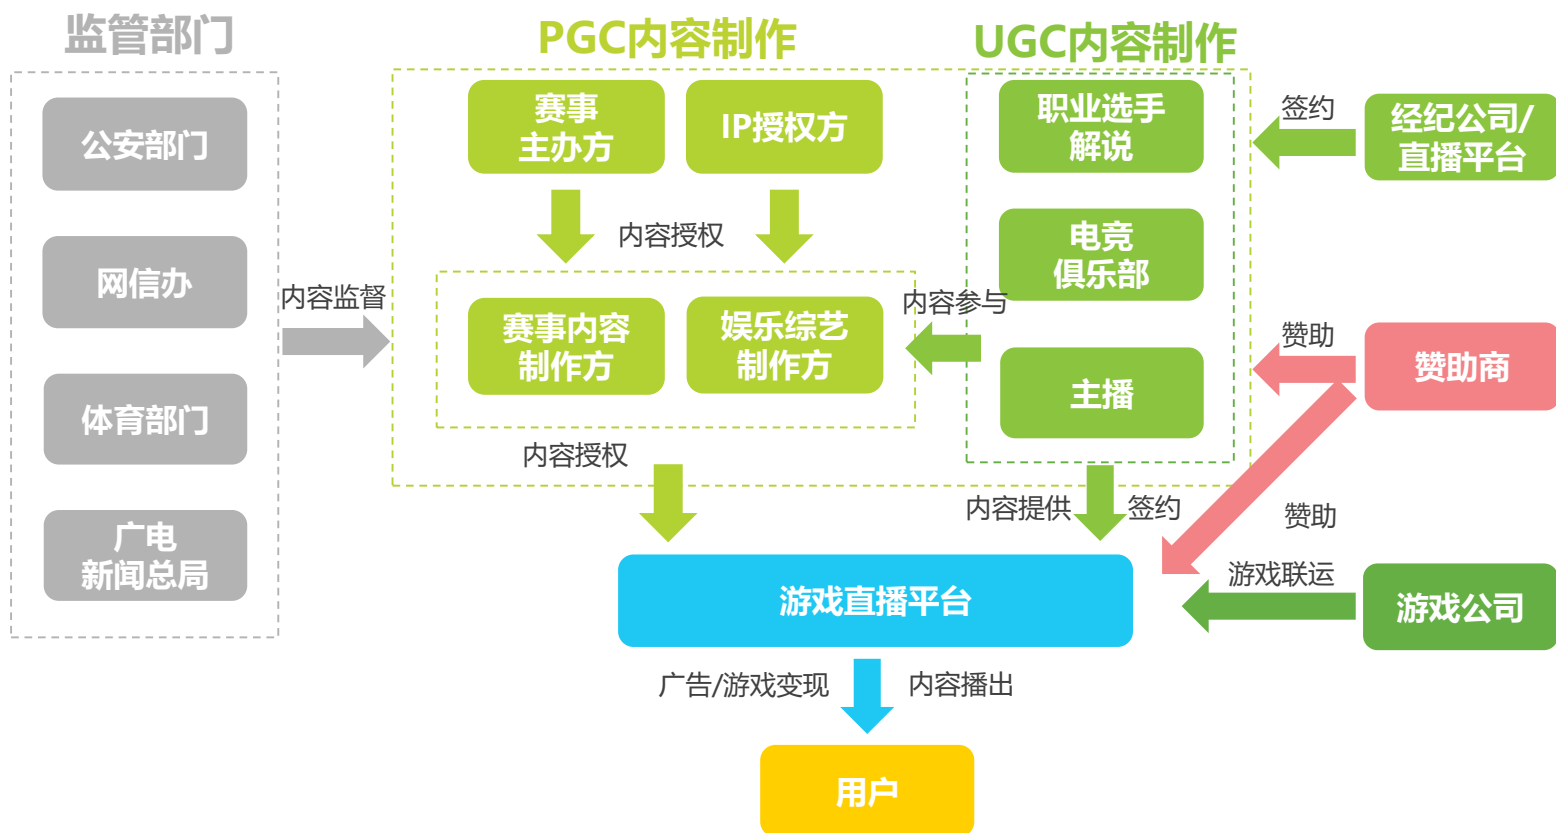 监管部门
公安部门
网信办
体育部门
广电
新闻总局
内容监督
PGC内容制作
赛事
主办方
IP授权方
内容授权
赛事内容
制作方
娱乐综艺
制作方
内容授权
UGC内容制作
职业选手
解说
电竞
俱乐部
主播
内容参与
签约
经纪公司/
直播平台
赞助
赞助商
内容提供
签约
赞助
游戏联运
游戏公司
游戏直播平台
广告/游戏变现
内容播出
用户